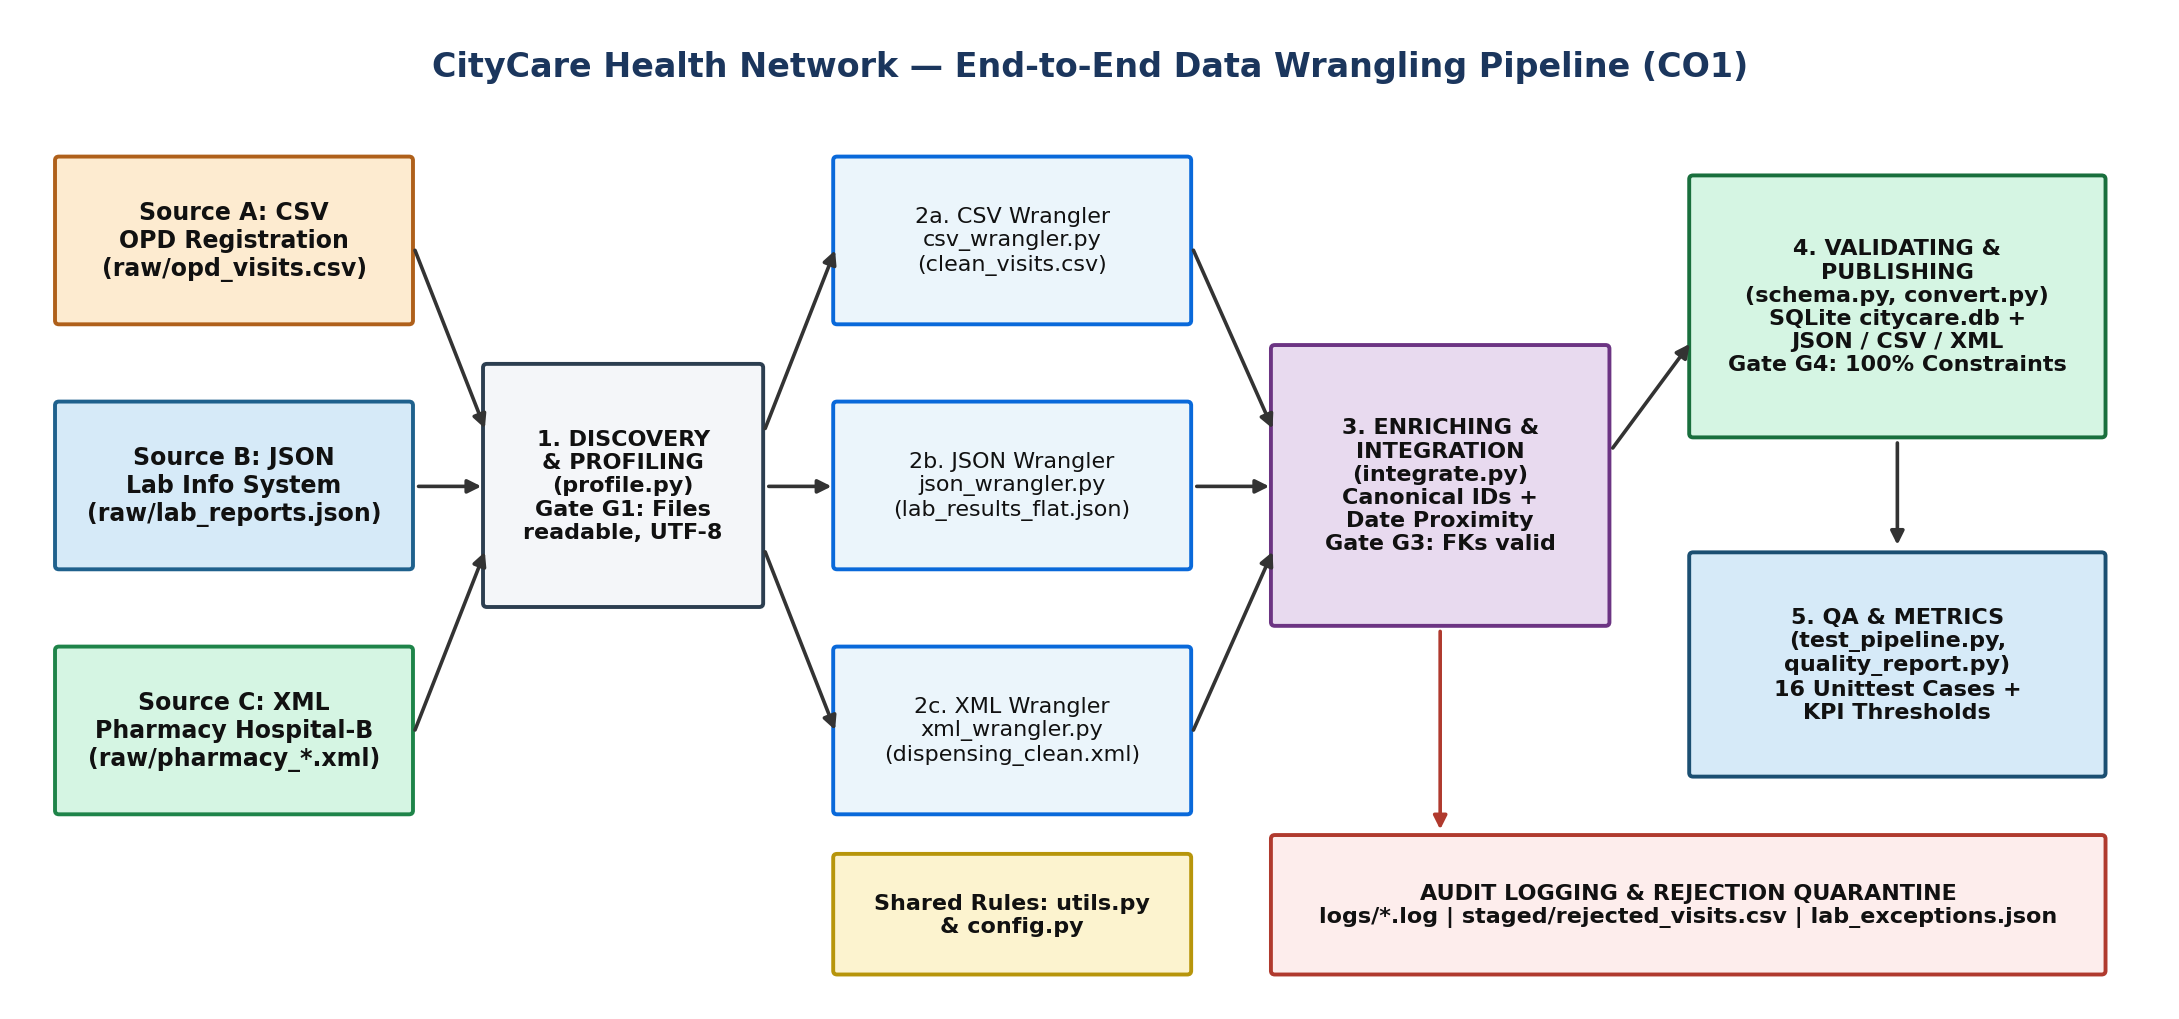 CityCare Health Network — End-to-End Data Wrangling Pipeline (CO1)
Source A: CSV
OPD Registration
(raw/opd_visits.csv)
Source B: JSON
Lab Info System
(raw/lab_reports.json)
Source C: XML
Pharmacy Hospital-B
(raw/pharmacy_*.xml)
1. DISCOVERY
& PROFILING
(profile.py)
Gate G1: Files
readable, UTF-8
2a. CSV Wrangler
csv_wrangler.py
(clean_visits.csv)
2b. JSON Wrangler
json_wrangler.py
(lab_results_flat.json)
2c. XML Wrangler
xml_wrangler.py
(dispensing_clean.xml)
Shared Rules: utils.py
& config.py
3. ENRICHING &
INTEGRATION
(integrate.py)
Canonical IDs +
Date Proximity
Gate G3: FKs valid
4. VALIDATING &
PUBLISHING
(schema.py, convert.py)
SQLite citycare.db +
JSON / CSV / XML
Gate G4: 100% Constraints
5. QA & METRICS
(test_pipeline.py,
quality_report.py)
16 Unittest Cases +
KPI Thresholds
AUDIT LOGGING & REJECTION QUARANTINE
logs/*.log | staged/rejected_visits.csv | lab_exceptions.json